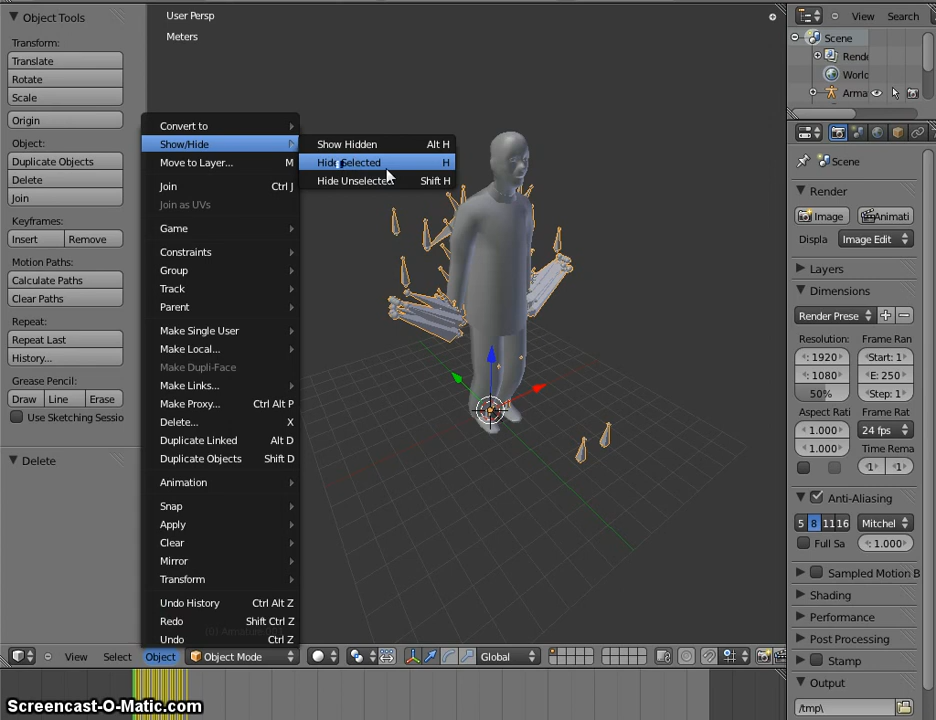 Object Tools
Transform:
Translate
Rotate
Scale
Origin
Object:
Duplicate Objects
Delete
Join
Keyframes:
Insert Remove
Motion Paths:
Calculate Paths
Clear Paths
Repeat:
Repeat Last
History...
Grease Pencil:
Draw Line Erase
Use Sketching Sessio
Delete
User Persp
Meters
Convert to
Show/Hide
Move to Layer... M
Join Ctrl J
Join as UVs
Game
Constraints
Group
Track
Parent
Make Single User
Make Local...
Make Dupli-Face
Make Links...
Make Proxy... Ctrl Alt P
Delete... X
Duplicate Linked Alt D
Duplicate Objects Shift D
Animation
Snap
Apply
Clear
Mirror
Transform
Undo History Ctrl Alt Z
Redo Shift Ctrl Z
Undo Ctrl Z
Show Hidden Alt H
Hide Selected H
Hide Unselected Shift H
View Select Object Object Mode Global
View Search
Scene
Rende
World
Arma
Scene
Render
Image Animati
Displa Image Edit
Layers
Dimensions
Render Prese
Resolution: Frame Ran
: 1920 Start: 1
: 1080 E: 250
50% Step: 1
Aspect Rati Frame Rat
1.000 24 fps
: 1.000 Time Rema
1 1
Anti-Aliasing
5 8 11 16 Mitchel
Full Sa : 1.000
Sampled Motion B
Shading
Performance
Post Processing
Stamp
Output
/tmp\
Screencast-O-Matic.com